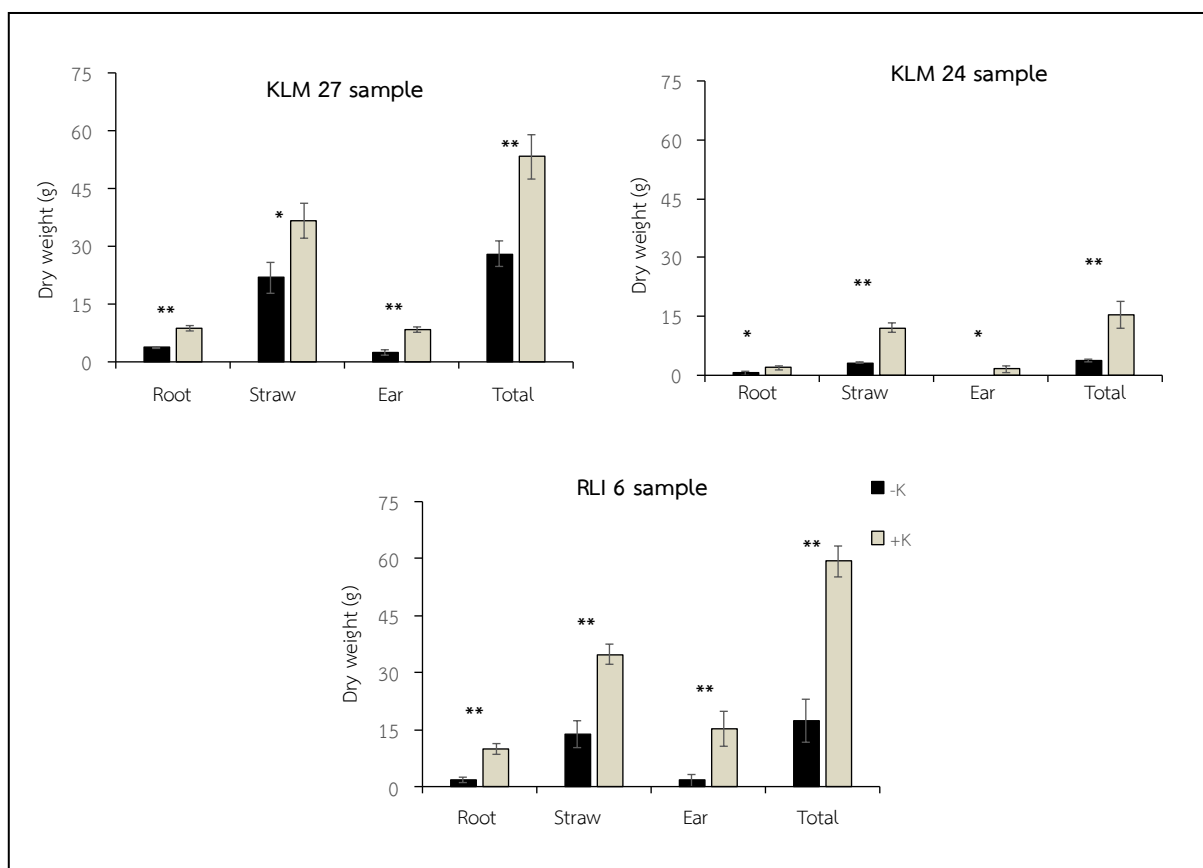 KLM 27 sample
Dry weight (g)
75
60
45
30
15
0
**
*
**
**
Root Straw Ear Total
KLM 24 sample
Dry weight (g)
75
60
45
30
15
0
*
**
*
**
Root Straw Ear Total
RLI 6 sample
-K
+K
Dry weight (g)
75
60
45
30
15
0
**
**
**
**
Root Straw Ear Total